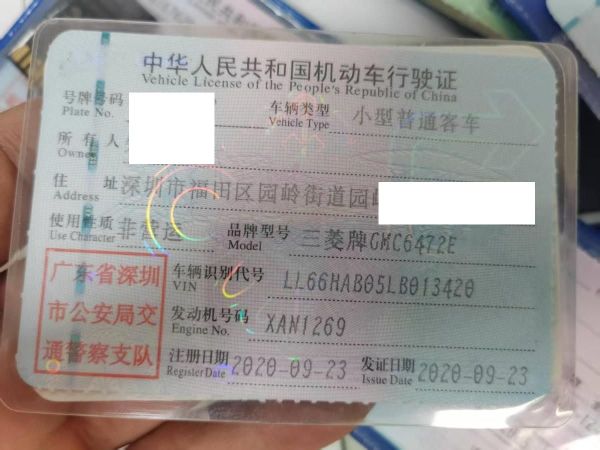 中华人民共和国机动车行驶证
Vehicle License of the People's Republic of China
号牌号码 车辆类型 小型普通客车
Plate No. Vehicle Type
所有人
Owner
住址 深圳市福田区园岭街道园岭
Address
使用性质 非营运 品牌型号 三菱牌GMC6472E
Use Character Model
广东省深圳
市公安局交
通警察支队
车辆识别代号 LL66HAB05LB013420
VIN
发动机号码 XAN1269
Engine No.
注册日期 2020-09-23 发证日期 2020-09-23
Register Date Issue Date